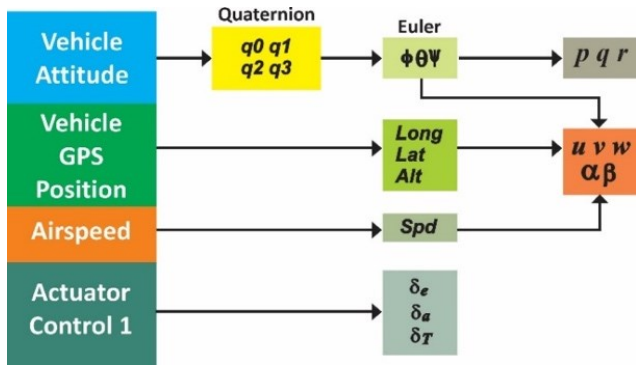 Quaternion
Vehicle
Attitude
q0 q1
q2 q3
Euler
ϕθΨ
p q r
Vehicle
GPS
Position
Long
Lat
Alt
u v w
αβ
Airspeed
Spd
Actuator
Control 1
δe
δa
δT